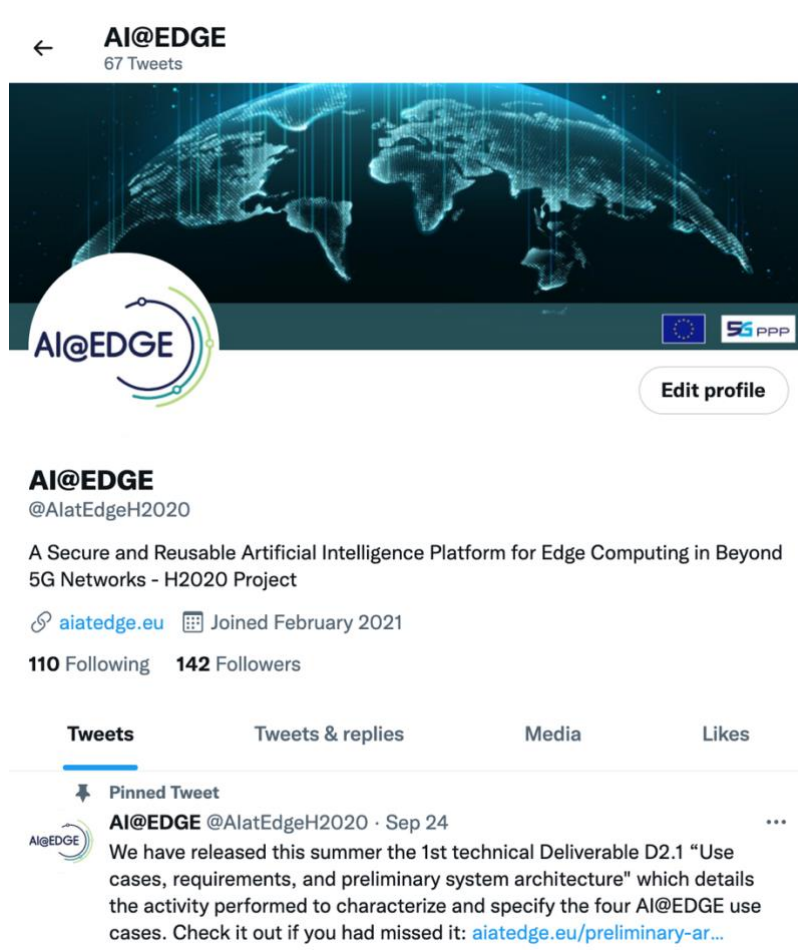 AI@EDGE
67 Tweets
AI@EDGE
5G PPP
Edit profile
AI@EDGE
@AIatEdgeH2020
A Secure and Reusable Artificial Intelligence Platform for Edge Computing in Beyond
5G Networks - H2020 Project
aiatedge.eu Joined February 2021
110 Following 142 Followers
Tweets Tweets & replies Media Likes
Pinned Tweet
AI@EDGE @AIatEdgeH2020 · Sep 24
AI@EDGE
We have released this summer the 1st technical Deliverable D2.1 “Use
cases, requirements, and preliminary system architecture" which details
the activity performed to characterize and specify the four AI@EDGE use
cases. Check it out if you had missed it: aiatedge.eu/preliminary-ar…